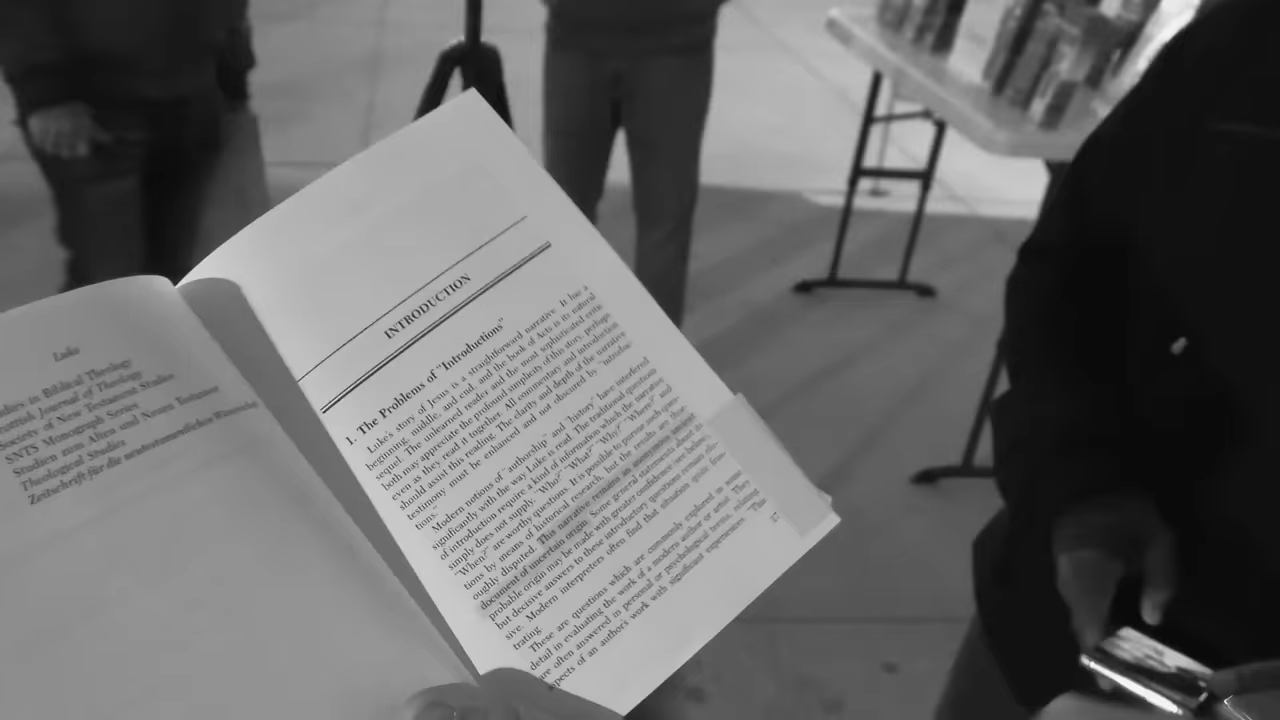 Luke
dies in Biblical Theology
cottish Journal of Theology
Society of New Testament Studies
SNTS Monograph Series
Studien zum Alten und Neuen Testament
Theological Studies
Zeitschrift für die neutestamentlichen Wissenschaf
INTRODUCTION
1. The Problems of "Introductions"
Luke's story of Jesus is a straightforward narrative. It has a
beginning, middle, and end, and the book of Acts is its natural
sequel. The unlearned reader and the most sophisticated critic
both may appreciate the profound simplicity of this story, perhaps
even as they read it together. All commentary and introduction
should assist this reading. The clarity and depth of the narrative
testimony must be enhanced and not obscured by "introduc-
tions."
Modern notions of "authorship" and "history" have interfered
significantly with the way Luke is read. The traditional questions
of introduction require a kind of information which the narrative
simply does not supply. "Who?" "What?" "Why?" "Where?" and
"When?" are worthy questions. It is possible to pursue such ques-
tions by means of historical research, but the results are thor-
oughly disputed. This narrative remains an anonymous
document of uncertain origin. Some general statements about its
probable origin may be made with greater confidence
but decisive answers to these introductory questions remain elu-
sive. Modern interpreters often find that situation quite frus-
trating.
These are questions which are commonly explored in some
detail in evaluating the work of a modern author or artist. They
are often answered in personal or psychological terms, relating
spects of an author's work with significant experiences. "This